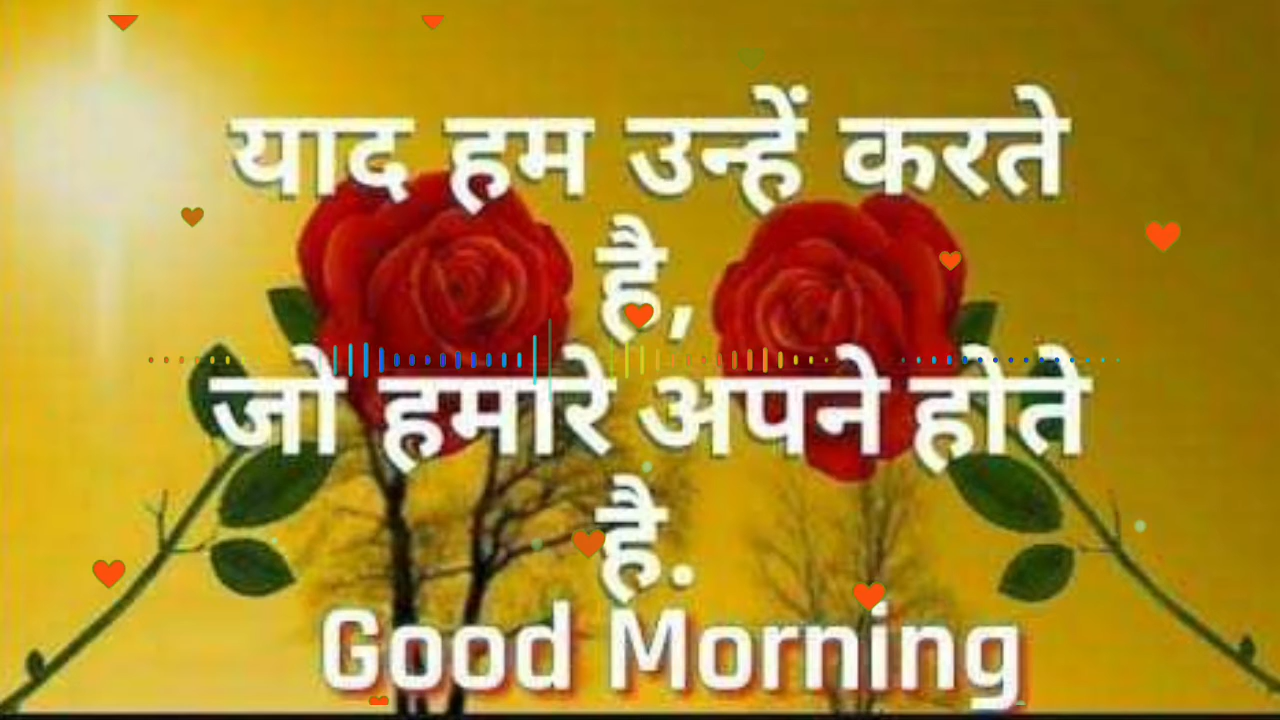 याद हम उन्हें करते
है,
जो हमारे अपने होते
है.
Good Morning